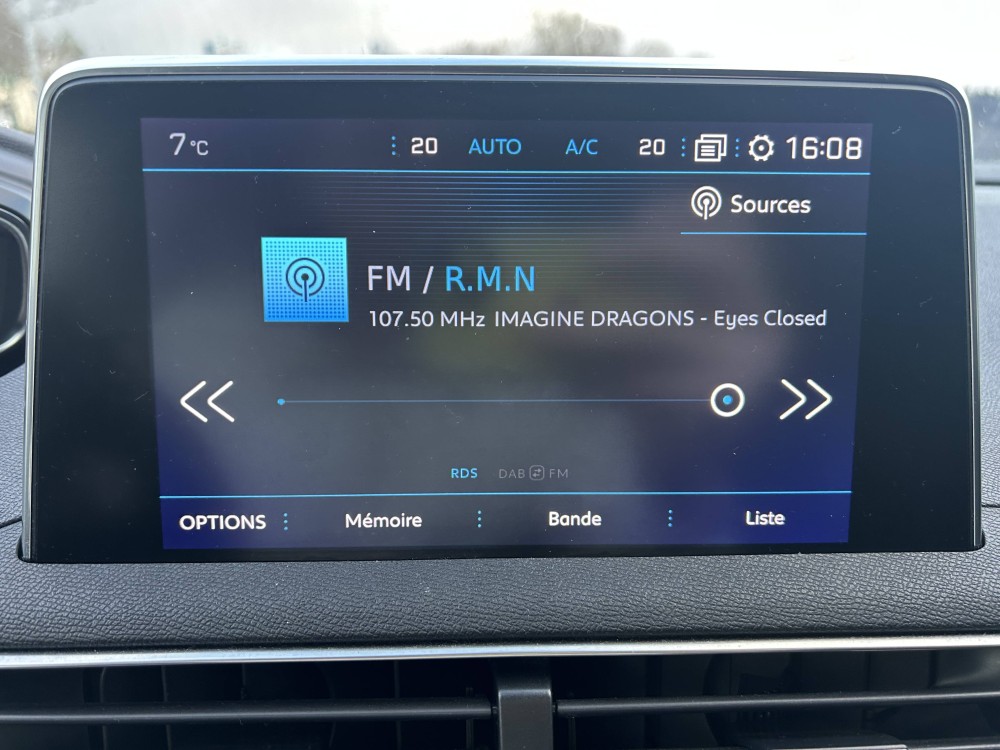 7°C 20 AUTO A/C 20 16:08
Sources
FM / R.M.N
107.50 MHz IMAGINE DRAGONS - Eyes Closed
RDS DAB FM
OPTIONS Mémoire Bande Liste